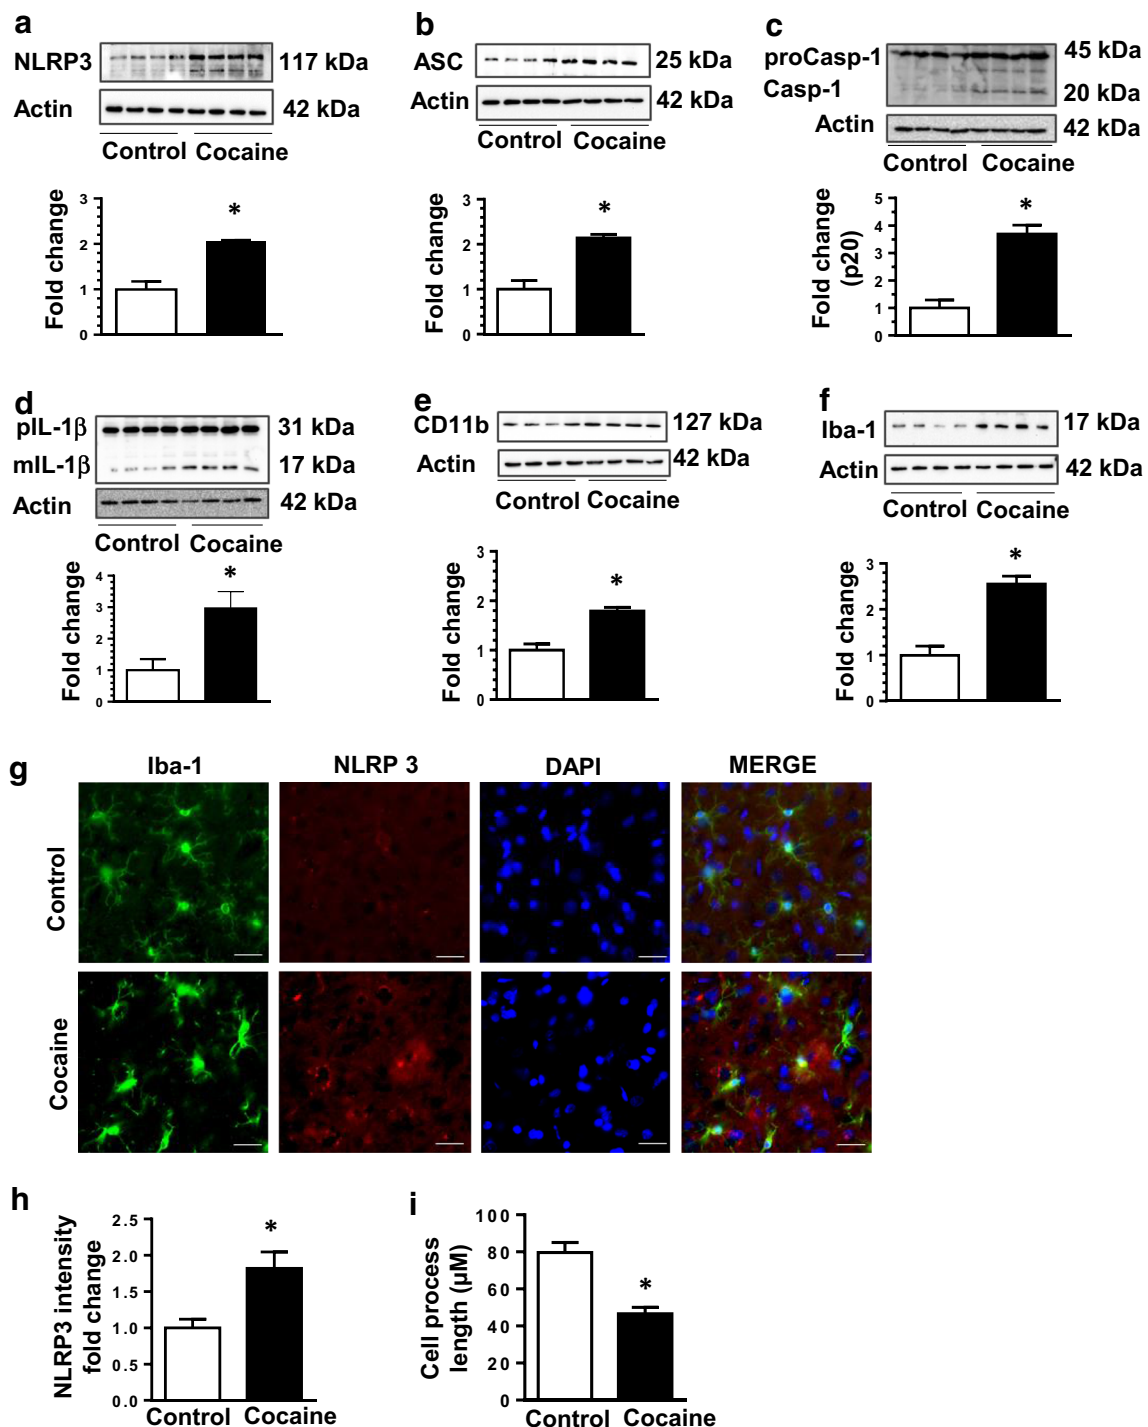 a
NLRP3
117 kDa
Actin
42 kDa
Control Cocaine
Fold change
3
2
1
0
*
b
ASC
25 kDa
Actin
42 kDa
Control Cocaine
Fold change
3
2
1
0
*
c
proCasp-1
45 kDa
Casp-1
20 kDa
Actin
42 kDa
Control Cocaine
Fold change
(p20)
5
4
3
2
1
0
*
d
pIL-1β
31 kDa
mIL-1β
17 kDa
Actin
42 kDa
Control Cocaine
Fold change
4
3
2
1
0
*
e
CD11b
127 kDa
Actin
42 kDa
Control Cocaine
Fold change
3
2
1
0
*
f
Iba-1
17 kDa
Actin
42 kDa
Control Cocaine
Fold change
3
2
1
0
*
g
Iba-1 NLRP 3 DAPI MERGE
Control
Cocaine
h
NLRP3 intensity
fold change
2.5
2.0
1.5
1.0
0.5
0.0
*
Control Cocaine
i
Cell process
length (µM)
100
80
60
40
20
0
*
Control Cocaine